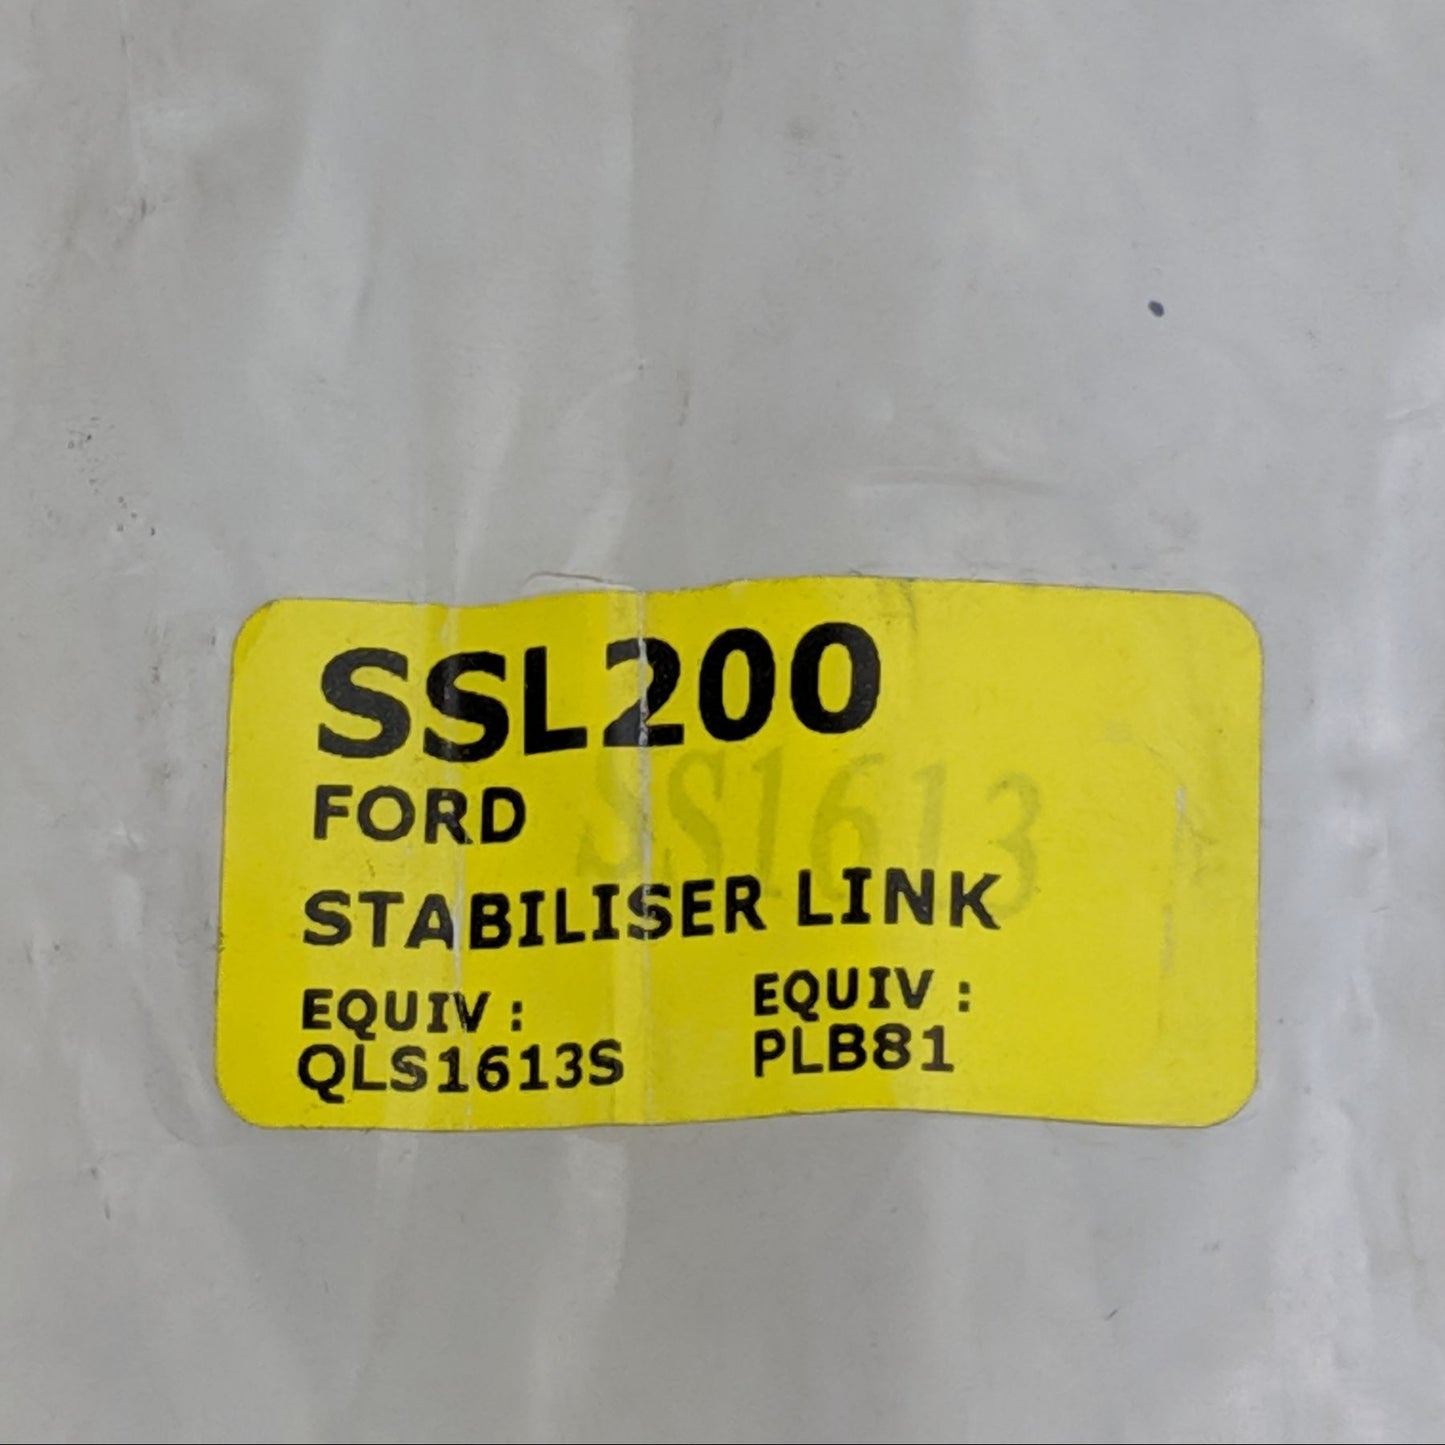 SSL200
FORD
SS1613
STABILISER LINK
EQUIV :
QLS1613S
EQUIV :
PLB81